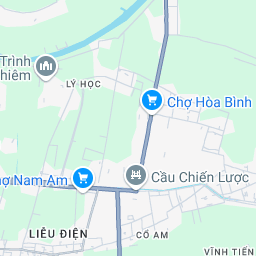 Trình
hiêm
LÝ HỌC
Chợ Hòa Bình
ợ Nam Am
Cầu Chiến Lược
LIÊU ĐIỆN
CỔ AM
VĨNH TIẾN